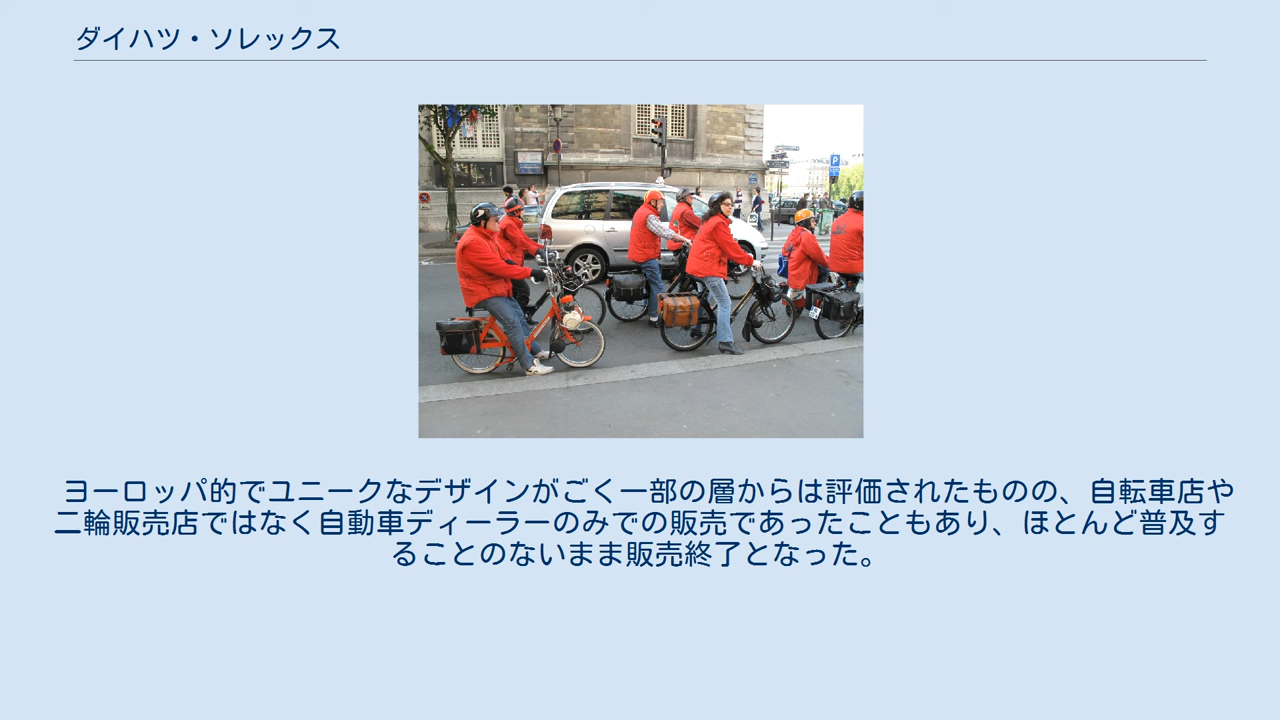 ダイハツ・ソレックス
ヨーロッパ的でユニークなデザインがごく一部の層からは評価されたものの、自転車店や
二輪販売店ではなく自動車ディーラーのみでの販売であったこともあり、ほとんど普及す
ることのないまま販売終了となった。